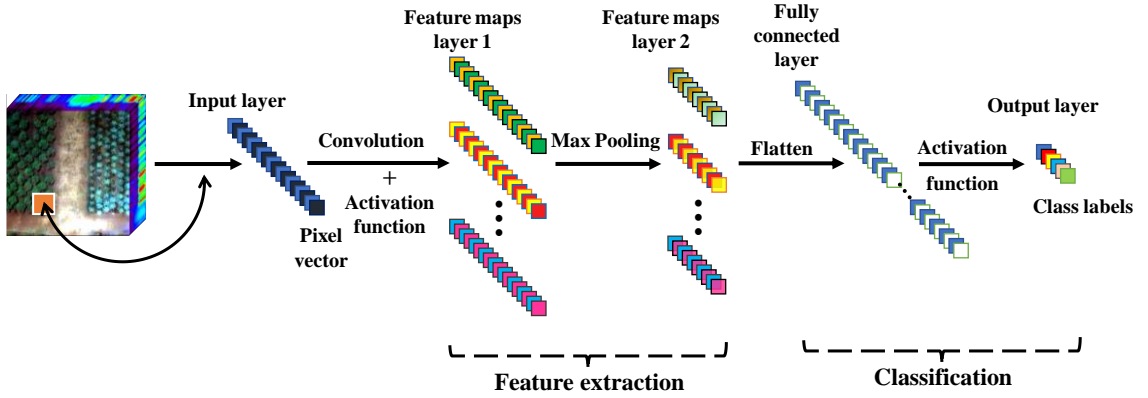 Feature maps
layer 1
Feature maps
layer 2
Fully
connected
layer
Input layer
Output layer
Convolution
+
Activation
function
Max Pooling
Flatten
Activation
function
Pixel
vector
Class labels
Feature extraction
Classification